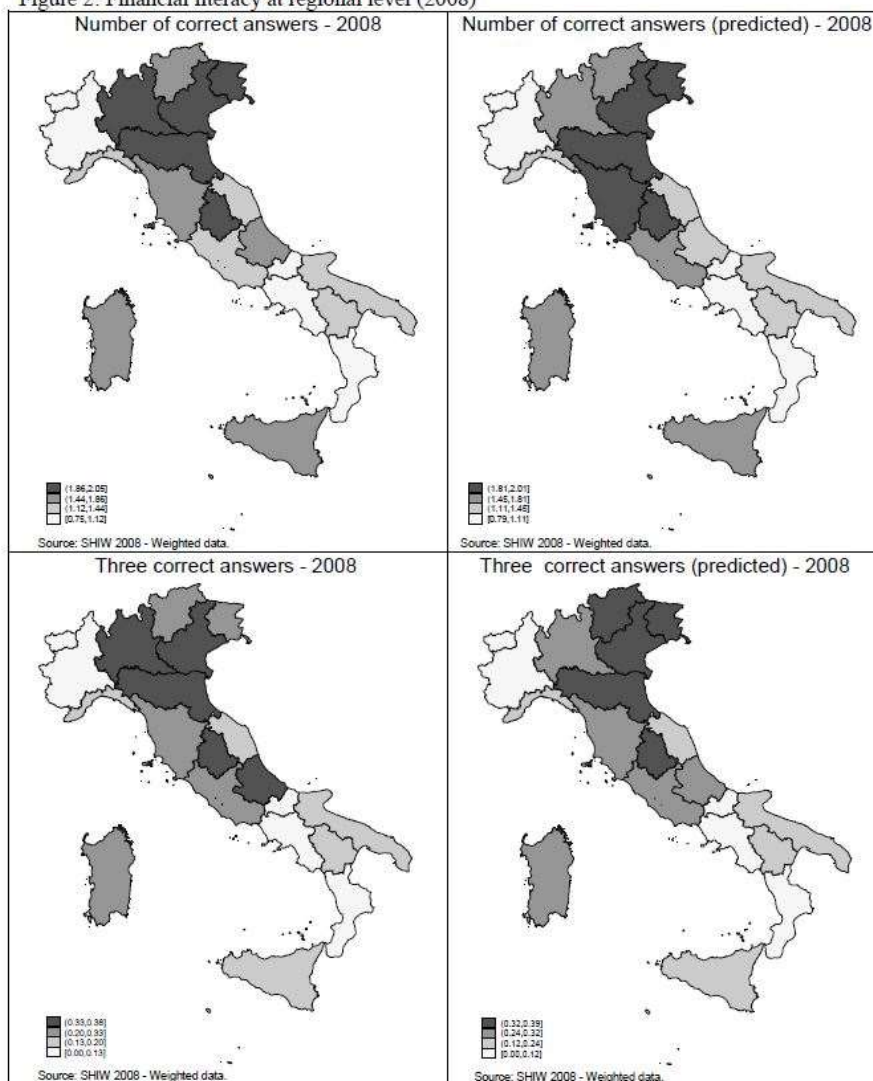 Figure 2: Financial literacy at regional level (2008)
Number of correct answers - 2008
(1.86,2.05]
(1.44,1.86]
(1.12,1.44]
[0.75,1.12]
Source: SHIW 2008 - Weighted data.
Number of correct answers (predicted) - 2008
(1.81,2.01]
(1.45,1.81]
(1.11,1.45]
[0.79,1.11]
Source: SHIW 2008 - Weighted data.
Three correct answers - 2008
(0.33,0.38]
(0.20,0.33]
(0.13,0.20]
[0.00,0.13]
Source: SHIW 2008 - Weighted data.
Three correct answers (predicted) - 2008
(0.32,0.39]
(0.24,0.32]
(0.12,0.24]
[0.00,0.12]
Source: SHIW 2008 - Weighted data.